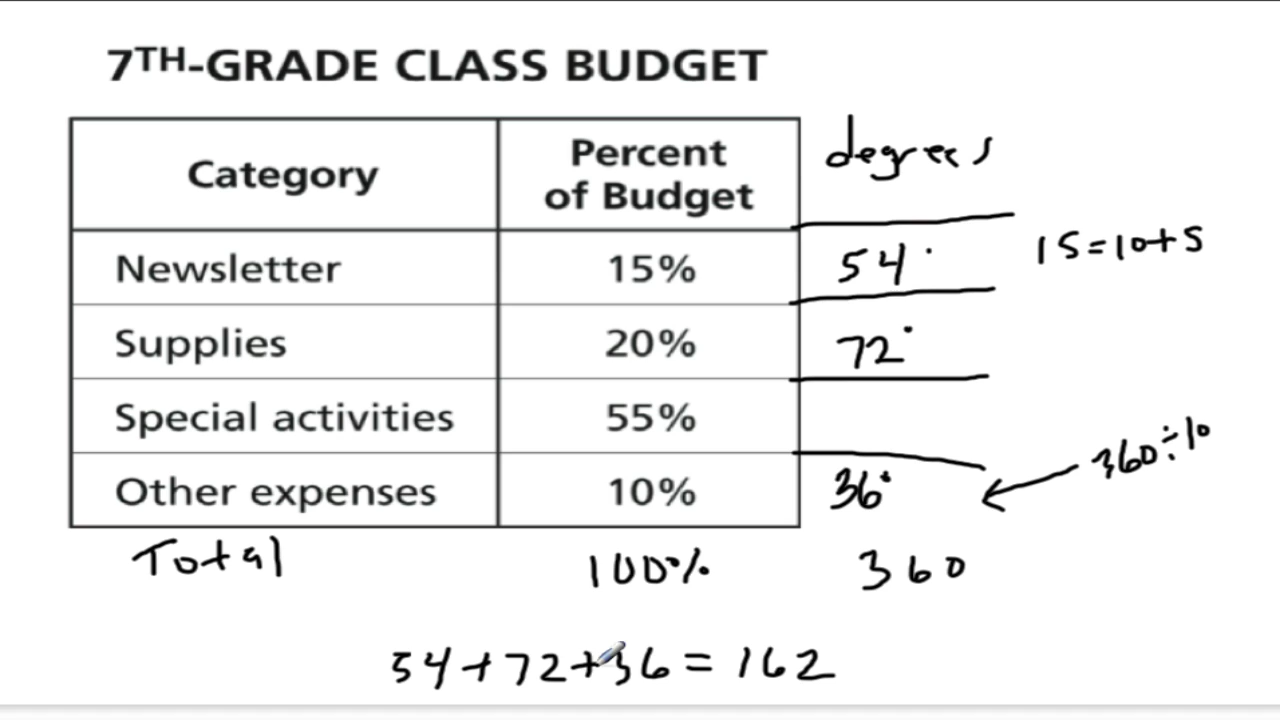 7TH-GRADE CLASS BUDGET
Category Percent of Budget degrees
Newsletter 15% 54° 15=10+5
Supplies 20% 72°
Special activities 55%
Other expenses 10% 36° 360÷10
Total 100% 360
54+72+36=162